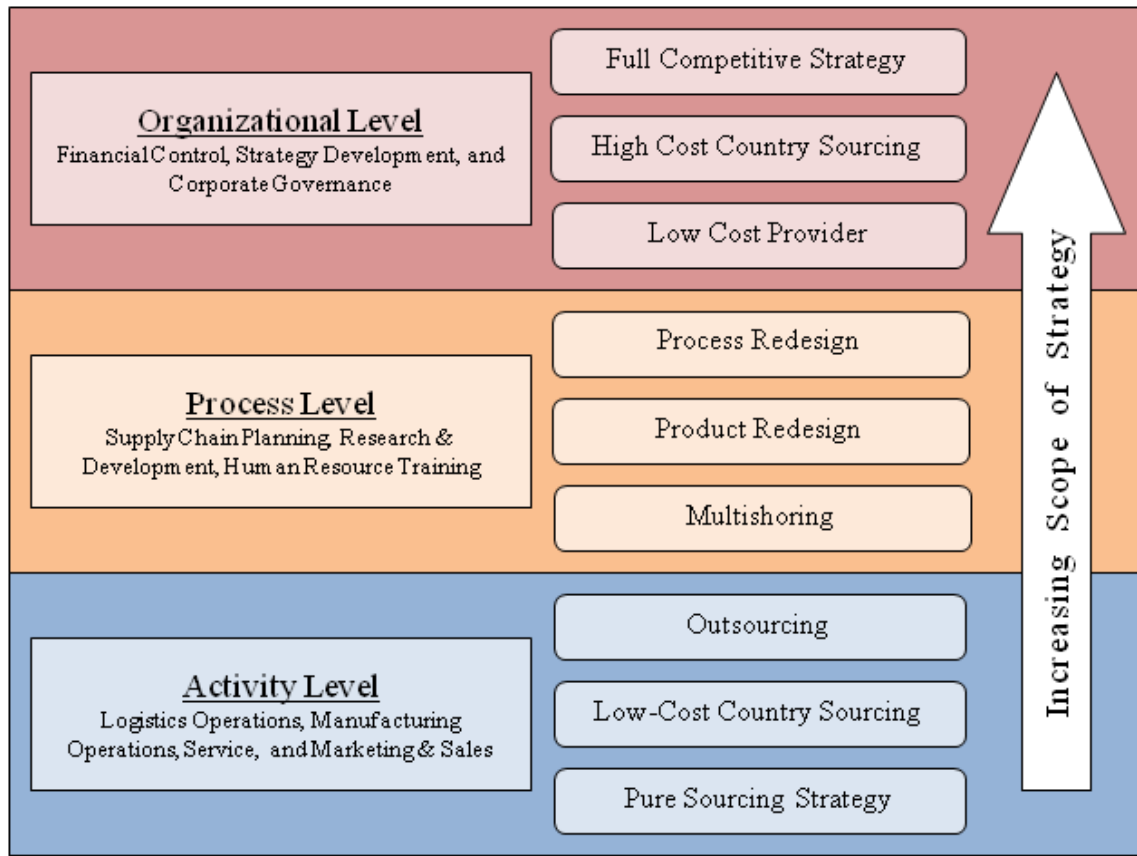 Organizational Level
Financial Control, Strategy Development, and
Corporate Governance
Full Competitive Strategy
High Cost Country Sourcing
Low Cost Provider
Process Level
Supply Chain Planning, Research &
Development, Human Resource Training
Process Redesign
Product Redesign
Multishoring
Activity Level
Logistics Operations, Manufacturing
Operations, Service, and Marketing & Sales
Outsourcing
Low-Cost Country Sourcing
Pure Sourcing Strategy
Increasing Scope of Strategy